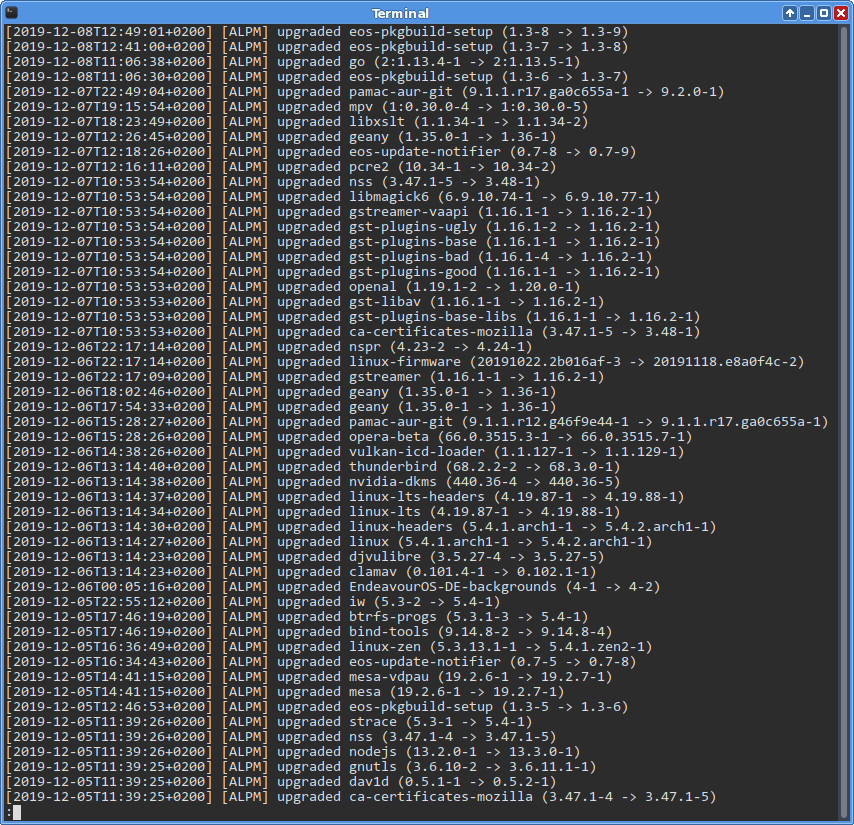 Terminal
[2019-12-08T12:49:01+0200] [ALPM] upgraded eos-pkgbuild-setup (1.3-8 -> 1.3-9)
[2019-12-08T12:41:00+0200] [ALPM] upgraded eos-pkgbuild-setup (1.3-7 -> 1.3-8)
[2019-12-08T11:06:38+0200] [ALPM] upgraded go (2:1.13.4-1 -> 2:1.13.5-1)
[2019-12-08T11:06:30+0200] [ALPM] upgraded eos-pkgbuild-setup (1.3-6 -> 1.3-7)
[2019-12-07T22:49:04+0200] [ALPM] upgraded pamac-aur-git (9.1.1.r17.ga0c655a-1 -> 9.2.0-1)
[2019-12-07T19:15:54+0200] [ALPM] upgraded mpv (1:0.30.0-4 -> 1:0.30.0-5)
[2019-12-07T18:23:49+0200] [ALPM] upgraded libxslt (1.1.34-1 -> 1.1.34-2)
[2019-12-07T12:26:45+0200] [ALPM] upgraded geany (1.35.0-1 -> 1.36-1)
[2019-12-07T12:18:26+0200] [ALPM] upgraded eos-update-notifier (0.7-8 -> 0.7-9)
[2019-12-07T12:16:11+0200] [ALPM] upgraded pcre2 (10.34-1 -> 10.34-2)
[2019-12-07T10:53:54+0200] [ALPM] upgraded nss (3.47.1-5 -> 3.48-1)
[2019-12-07T10:53:54+0200] [ALPM] upgraded libmagick6 (6.9.10.74-1 -> 6.9.10.77-1)
[2019-12-07T10:53:54+0200] [ALPM] upgraded gstreamer-vaapi (1.16.1-1 -> 1.16.2-1)
[2019-12-07T10:53:54+0200] [ALPM] upgraded gst-plugins-ugly (1.16.1-2 -> 1.16.2-1)
[2019-12-07T10:53:54+0200] [ALPM] upgraded gst-plugins-base (1.16.1-1 -> 1.16.2-1)
[2019-12-07T10:53:54+0200] [ALPM] upgraded gst-plugins-bad (1.16.1-4 -> 1.16.2-1)
[2019-12-07T10:53:54+0200] [ALPM] upgraded gst-plugins-good (1.16.1-1 -> 1.16.2-1)
[2019-12-07T10:53:53+0200] [ALPM] upgraded openal (1.19.1-2 -> 1.20.0-1)
[2019-12-07T10:53:53+0200] [ALPM] upgraded gst-libav (1.16.1-1 -> 1.16.2-1)
[2019-12-07T10:53:53+0200] [ALPM] upgraded gst-plugins-base-libs (1.16.1-1 -> 1.16.2-1)
[2019-12-07T10:53:53+0200] [ALPM] upgraded ca-certificates-mozilla (3.47.1-5 -> 3.48-1)
[2019-12-06T22:17:14+0200] [ALPM] upgraded nspr (4.23-2 -> 4.24-1)
[2019-12-06T22:17:14+0200] [ALPM] upgraded linux-firmware (20191022.2b016af-3 -> 20191118.e8a0f4c-2)
[2019-12-06T22:17:09+0200] [ALPM] upgraded gstreamer (1.16.1-1 -> 1.16.2-1)
[2019-12-06T18:02:46+0200] [ALPM] upgraded geany (1.35.0-1 -> 1.36-1)
[2019-12-06T17:54:33+0200] [ALPM] upgraded geany (1.35.0-1 -> 1.36-1)
[2019-12-06T15:28:27+0200] [ALPM] upgraded pamac-aur-git (9.1.1.r12.g46f9e44-1 -> 9.1.1.r17.ga0c655a-1)
[2019-12-06T15:28:26+0200] [ALPM] upgraded opera-beta (66.0.3515.3-1 -> 66.0.3515.7-1)
[2019-12-06T14:38:26+0200] [ALPM] upgraded vulkan-icd-loader (1.1.127-1 -> 1.1.129-1)
[2019-12-06T13:14:40+0200] [ALPM] upgraded thunderbird (68.2.2-2 -> 68.3.0-1)
[2019-12-06T13:14:38+0200] [ALPM] upgraded nvidia-dkms (440.36-4 -> 440.36-5)
[2019-12-06T13:14:37+0200] [ALPM] upgraded linux-lts-headers (4.19.87-1 -> 4.19.88-1)
[2019-12-06T13:14:34+0200] [ALPM] upgraded linux-lts (4.19.87-1 -> 4.19.88-1)
[2019-12-06T13:14:30+0200] [ALPM] upgraded linux-headers (5.4.1.arch1-1 -> 5.4.2.arch1-1)
[2019-12-06T13:14:27+0200] [ALPM] upgraded linux (5.4.1.arch1-1 -> 5.4.2.arch1-1)
[2019-12-06T13:14:23+0200] [ALPM] upgraded djvulibre (3.5.27-4 -> 3.5.27-5)
[2019-12-06T13:14:23+0200] [ALPM] upgraded clamav (0.101.4-1 -> 0.102.1-1)
[2019-12-06T00:05:16+0200] [ALPM] upgraded EndeavourOS-DE-backgrounds (4-1 -> 4-2)
[2019-12-05T22:55:12+0200] [ALPM] upgraded iw (5.3-2 -> 5.4-1)
[2019-12-05T17:46:19+0200] [ALPM] upgraded btrfs-progs (5.3.1-3 -> 5.4-1)
[2019-12-05T17:46:19+0200] [ALPM] upgraded bind-tools (9.14.8-2 -> 9.14.8-4)
[2019-12-05T16:36:49+0200] [ALPM] upgraded linux-zen (5.3.13.1-1 -> 5.4.1.zen2-1)
[2019-12-05T16:34:43+0200] [ALPM] upgraded eos-update-notifier (0.7-5 -> 0.7-8)
[2019-12-05T14:41:15+0200] [ALPM] upgraded mesa-vdpau (19.2.6-1 -> 19.2.7-1)
[2019-12-05T14:41:15+0200] [ALPM] upgraded mesa (19.2.6-1 -> 19.2.7-1)
[2019-12-05T12:46:53+0200] [ALPM] upgraded eos-pkgbuild-setup (1.3-5 -> 1.3-6)
[2019-12-05T11:39:26+0200] [ALPM] upgraded strace (5.3-1 -> 5.4-1)
[2019-12-05T11:39:26+0200] [ALPM] upgraded nss (3.47.1-4 -> 3.47.1-5)
[2019-12-05T11:39:26+0200] [ALPM] upgraded nodejs (13.2.0-1 -> 13.3.0-1)
[2019-12-05T11:39:25+0200] [ALPM] upgraded gnutls (3.6.10-2 -> 3.6.11.1-1)
[2019-12-05T11:39:25+0200] [ALPM] upgraded dav1d (0.5.1-1 -> 0.5.2-1)
[2019-12-05T11:39:25+0200] [ALPM] upgraded ca-certificates-mozilla (3.47.1-4 -> 3.47.1-5)
: